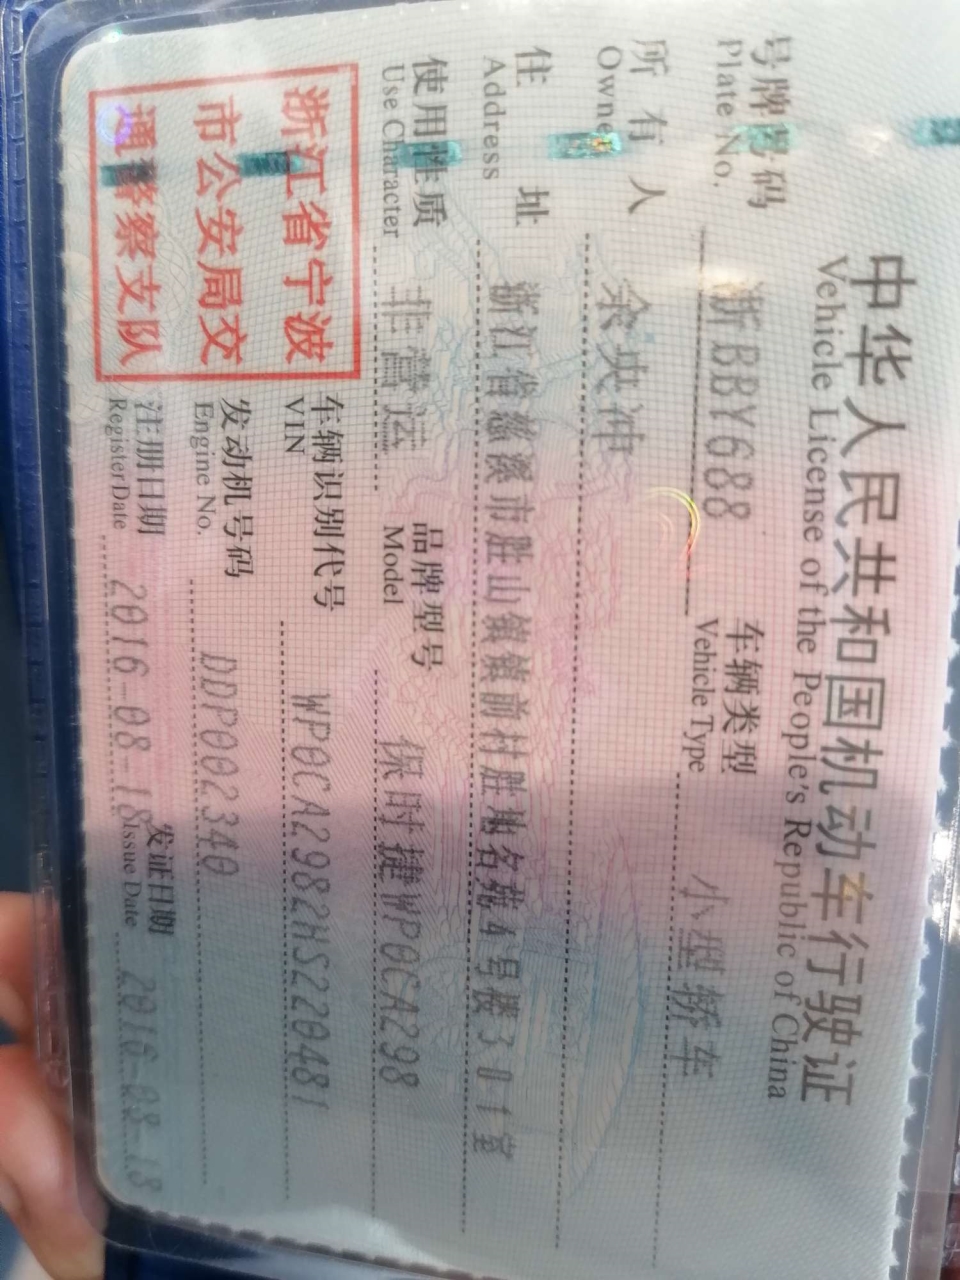 中华人民共和国机动车行驶证
Vehicle License of the People's Republic of China
号牌号码 浙BBY688 车辆类型 小型轿车
Plate No. Vehicle Type
所有人 余央冲
Owner
住址 浙江省慈溪市胜山镇镇前村胜地名苑4号楼301室
Address
使用性质 非营运 品牌型号 保时捷WP0CA298
Use Character Model
浙江省宁波
市公安局交
通警察支队
车辆识别代号 WP0CA2982HS220481
VIN
发动机号码 DDP002340
Engine No.
注册日期 2016-08-18 发证日期 2016-08-18
Register Date Issue Date